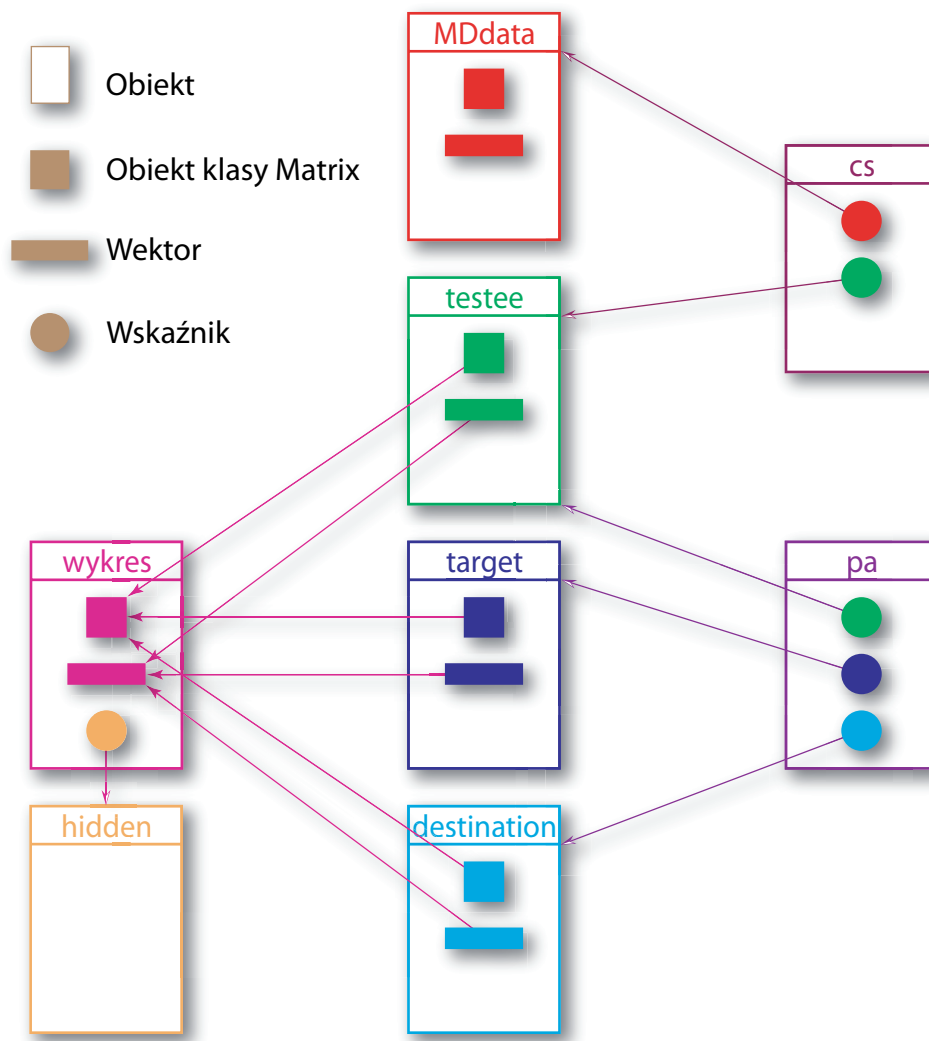 MDdata
Obiekt
Obiekt klasy Matrix
Wektor
Wskaźnik
cs
testee
wykres
target
pa
hidden
destination